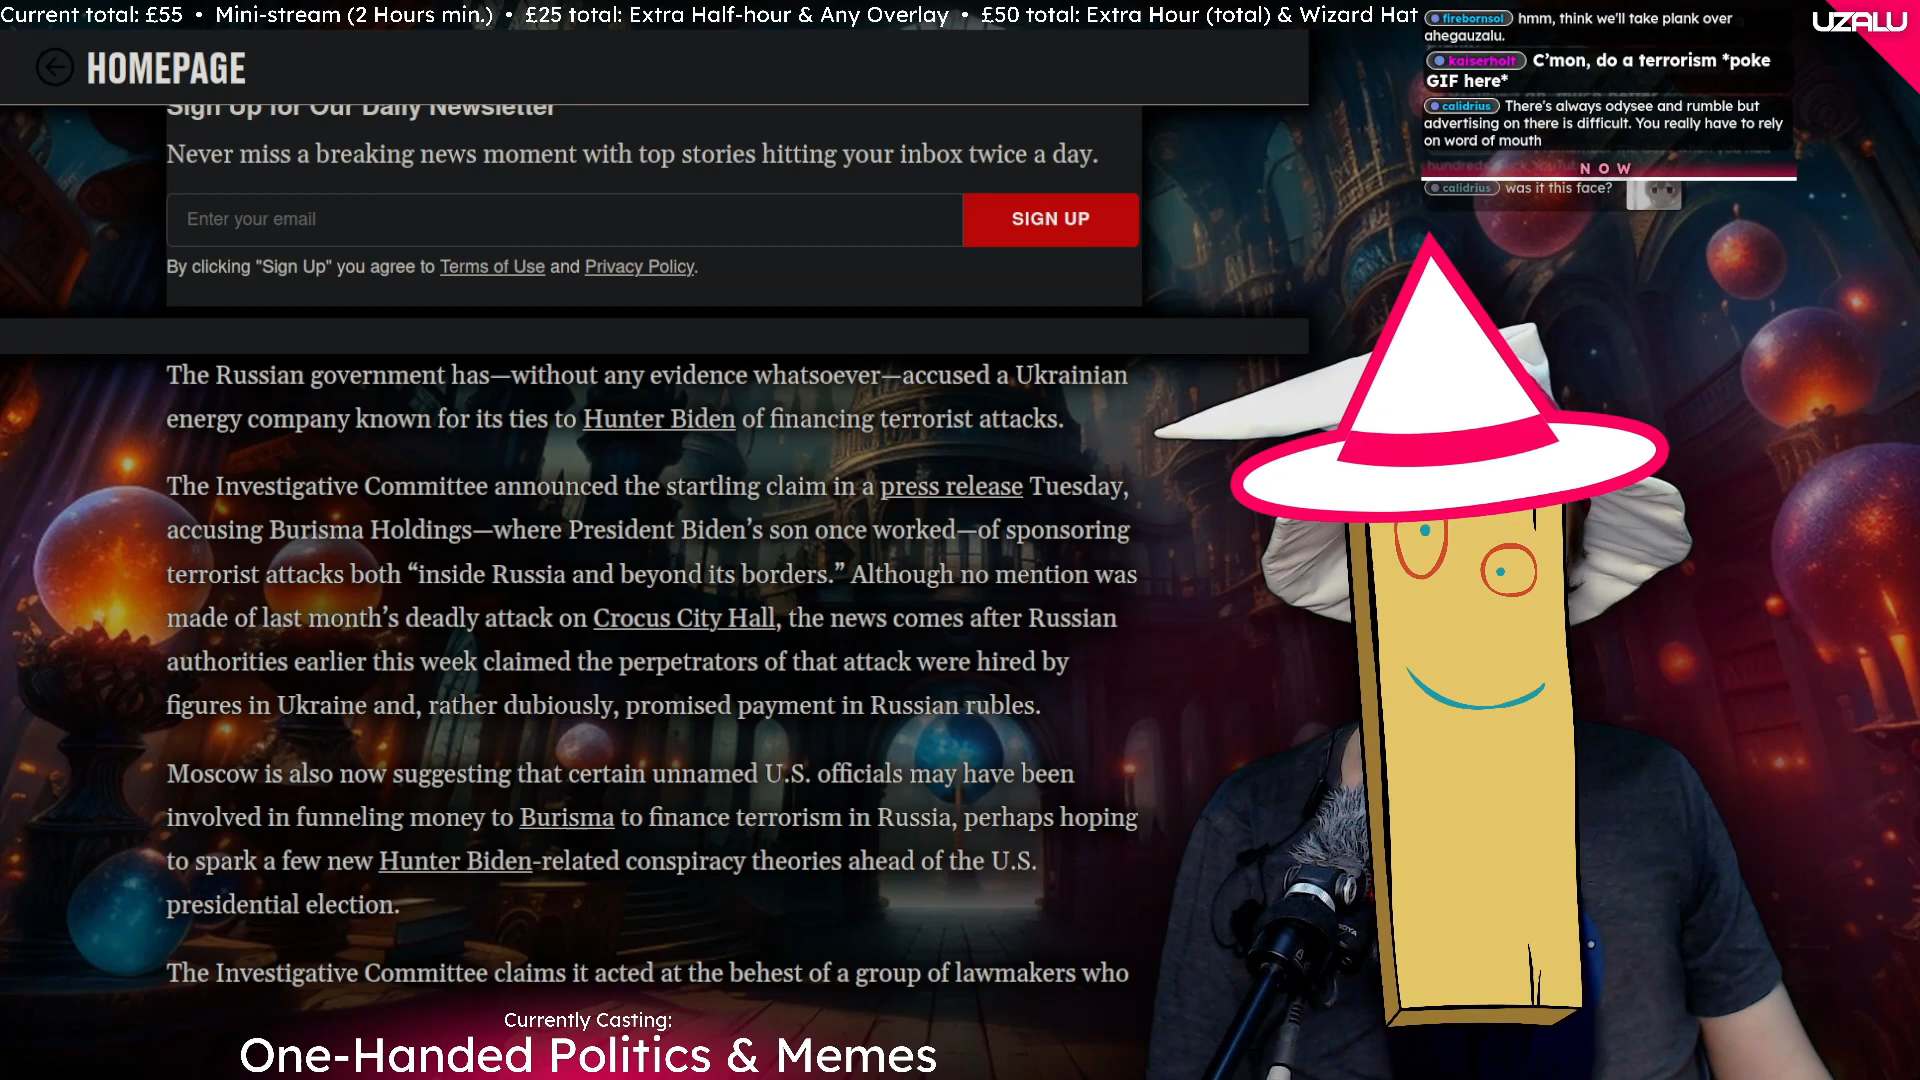 Current total: £55 • Mini-stream (2 Hours min.) • £25 total: Extra Half-hour & Any Overlay • £50 total: Extra Hour (total) & Wizard Hat
UZALU
firebornsol hmm, think we'll take plank over
ahegauzalu.
kaiserholt C'mon, do a terrorism *poke
GIF here*
calidrius There's always odysee and rumble but
advertising on there is difficult. You really have to rely
on word of mouth
NOW
calidrius was it this face?
HOMEPAGE
Sign Up for Our Daily Newsletter
Never miss a breaking news moment with top stories hitting your inbox twice a day.
Enter your email
SIGN UP
By clicking "Sign Up" you agree to Terms of Use and Privacy Policy.
The Russian government has—without any evidence whatsoever—accused a Ukrainian
energy company known for its ties to Hunter Biden of financing terrorist attacks.
The Investigative Committee announced the startling claim in a press release Tuesday,
accusing Burisma Holdings—where President Biden's son once worked—of sponsoring
terrorist attacks both “inside Russia and beyond its borders.” Although no mention was
made of last month's deadly attack on Crocus City Hall, the news comes after Russian
authorities earlier this week claimed the perpetrators of that attack were hired by
figures in Ukraine and, rather dubiously, promised payment in Russian rubles.
Moscow is also now suggesting that certain unnamed U.S. officials may have been
involved in funneling money to Burisma to finance terrorism in Russia, perhaps hoping
to spark a few new Hunter Biden-related conspiracy theories ahead of the U.S.
presidential election.
The Investigative Committee claims it acted at the behest of a group of lawmakers who
Currently Casting:
One-Handed Politics & Memes